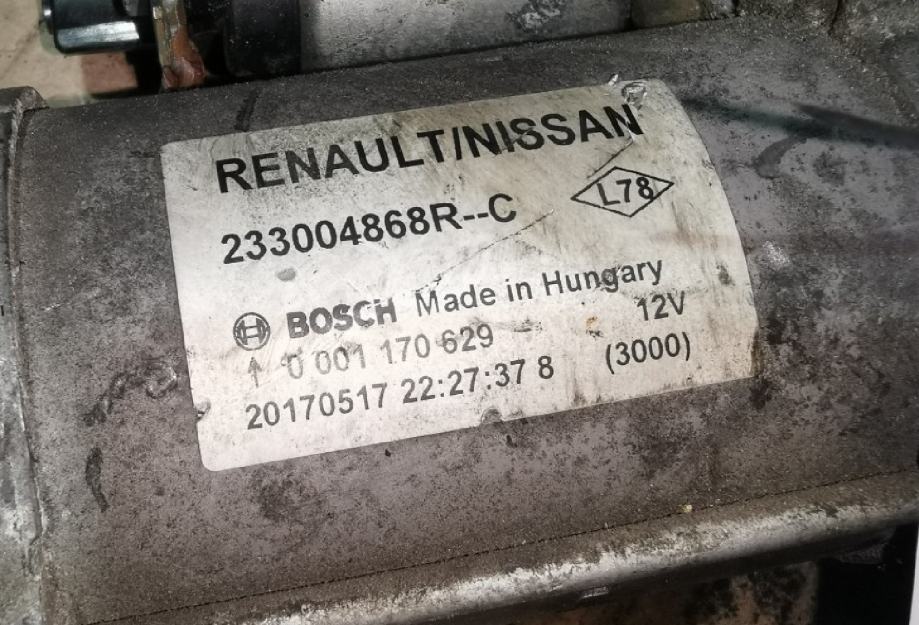 RENAULT/NISSAN
233004868R--C
L78
BOSCH Made in Hungary
0 001 170 629
12V
20170517 22:27:37 8
(3000)